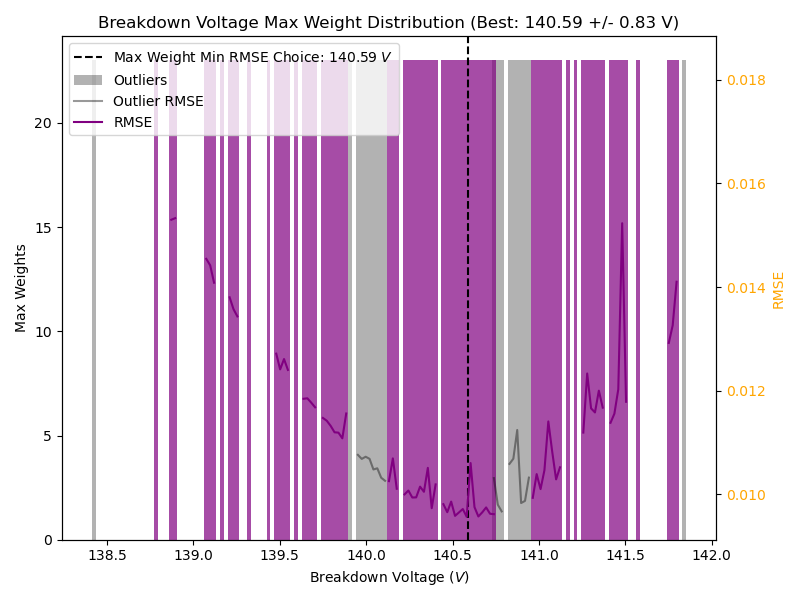 Breakdown Voltage Max Weight Distribution (Best: 140.59 +/- 0.83 V)
Max Weight Min RMSE Choice: 140.59 V
Outliers
Outlier RMSE
RMSE
20
15
10
5
0
Max Weights
0.018
0.016
0.014
0.012
0.010
RMSE
138.5 139.0 139.5 140.0 140.5 141.0 141.5 142.0
Breakdown Voltage (V)